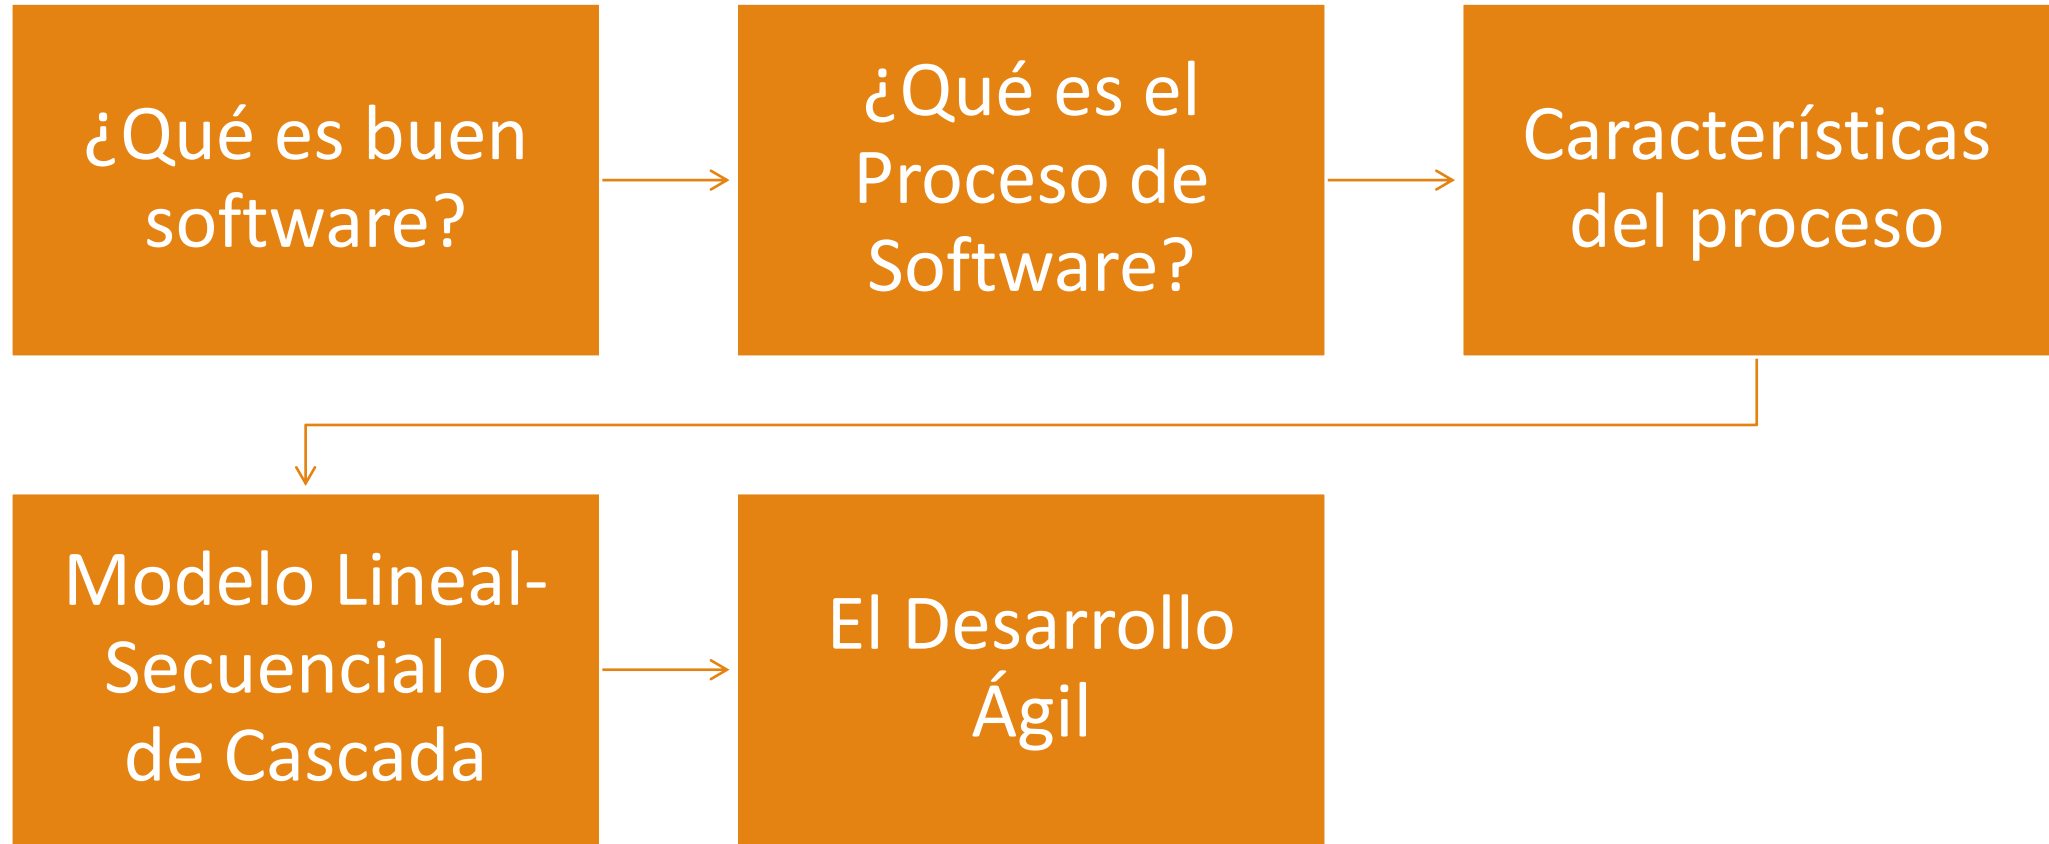 ¿Qué es buen
software?
¿Qué es el
Proceso de
Software?
Características
del proceso
Modelo Lineal-
Secuencial o
de Cascada
El Desarrollo
Ágil